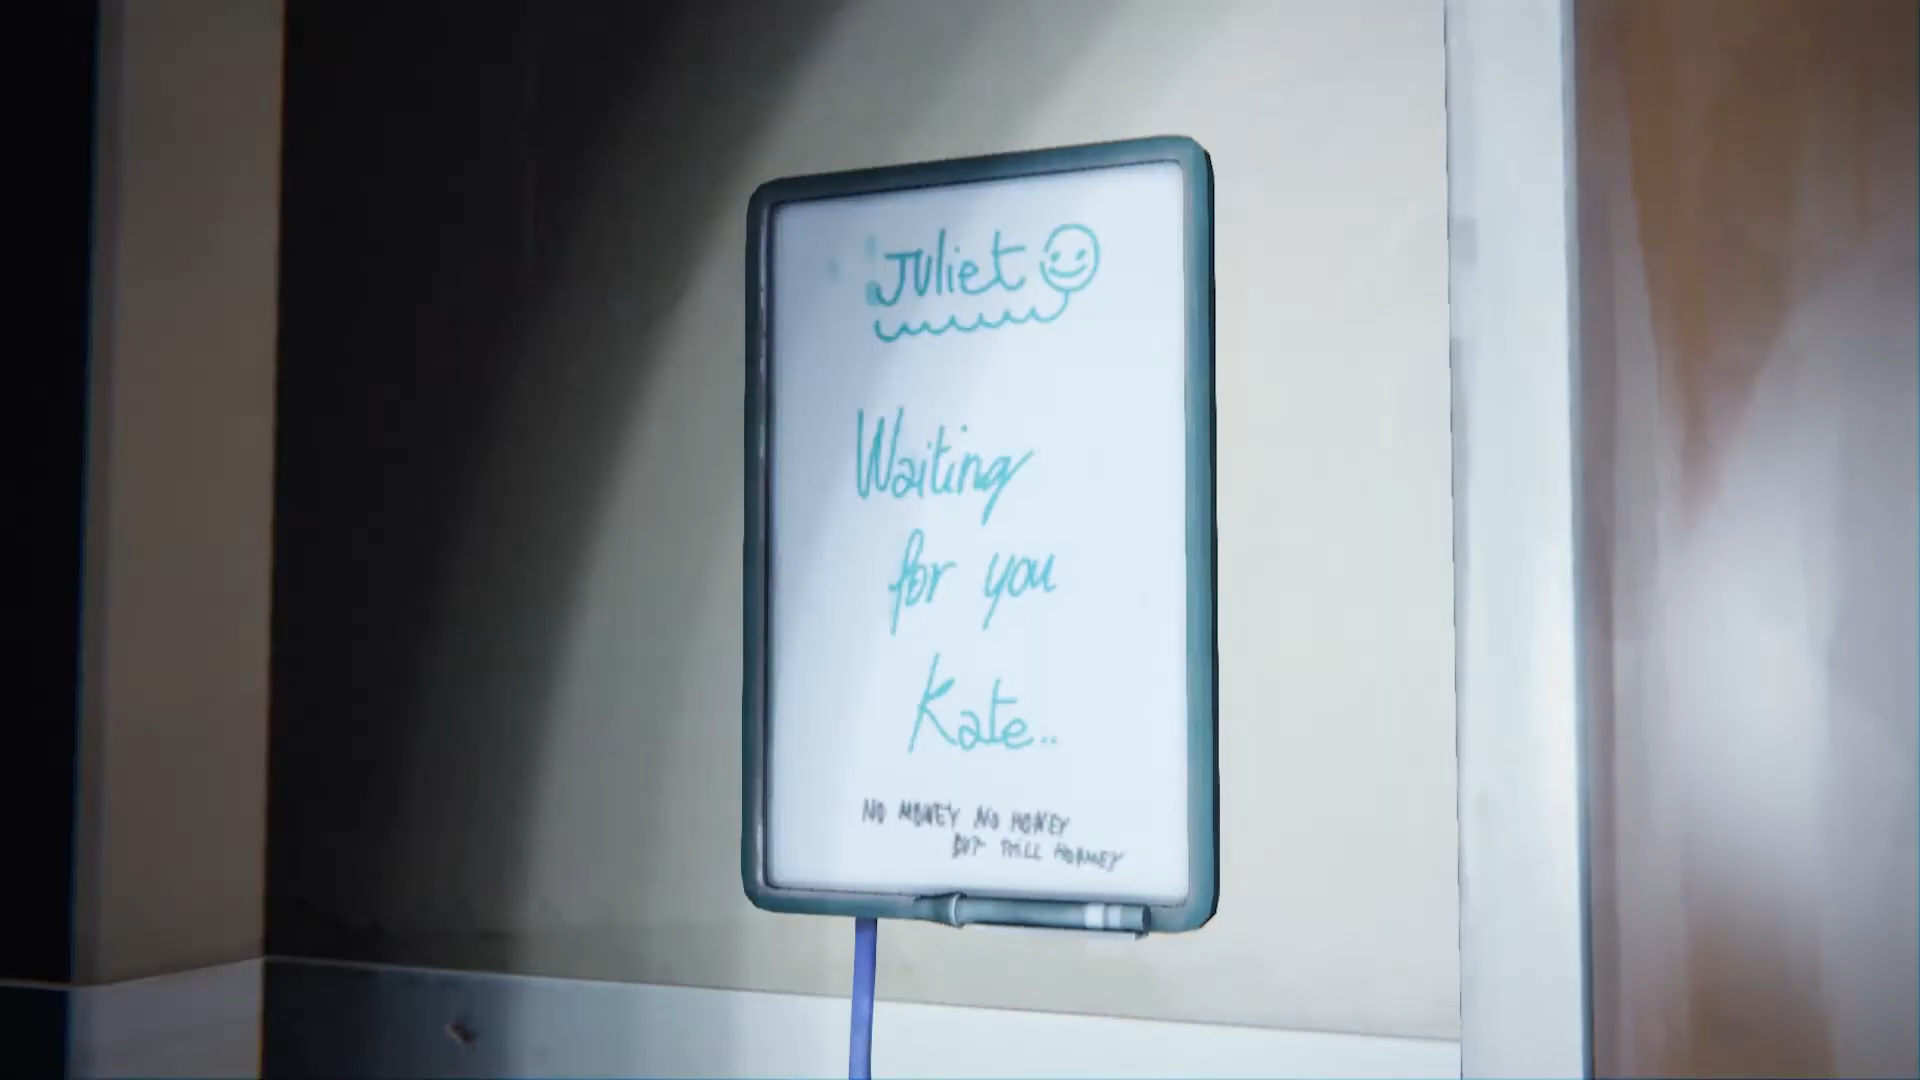 Juliet
Waiting
for you
Kate..
NO MONEY NO HONEY
BUT STILL HORNEY